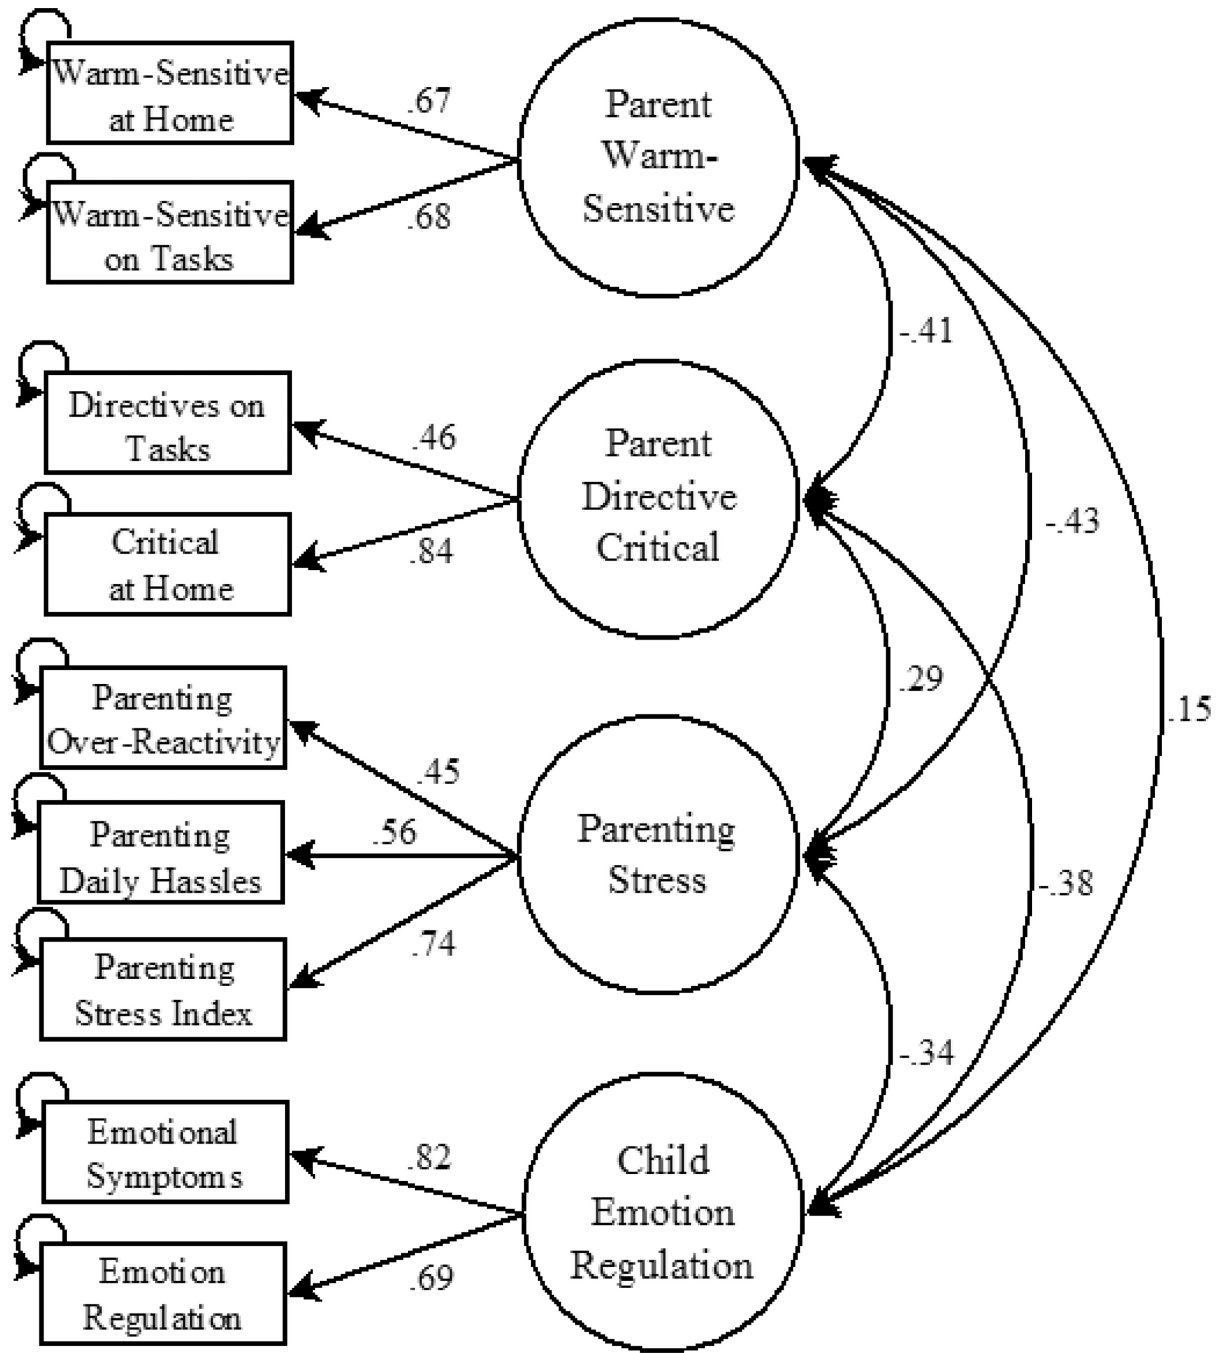 Warm-Sensitive
at Home
.67
Parent
Warm-
Sensitive
Warm-Sensitive
on Tasks
.68
-.41
Directives on
Tasks
.46
Parent
Directive
Critical
Critical
at Home
.84
-.43
Parenting
Over-Reactivity
.45
.29
.15
Parenting
Daily Hassles
.56
Parenting
Stress
-.38
Parenting
Stress Index
.74
-.34
Emotional
Symptoms
.82
Child
Emotion
Regulation
Emotion
Regulation
.69